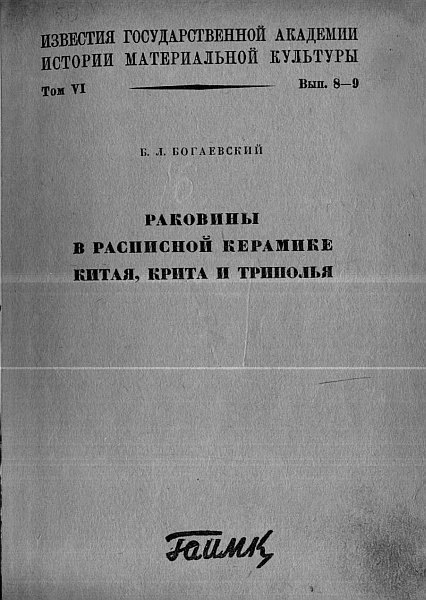 ИЗВЕСТИЯ ГОСУДАРСТВЕННОЙ АКАДЕМИИ
ИСТОРИИ МАТЕРИАЛЬНОЙ КУЛЬТУРЫ
Том VI Вып. 8—9
Б. Л. БОГАЕВСКИЙ
РАКОВИНЫ
В РАСПИСНОЙ КЕРАМИКЕ
КИТАЯ, КРИТА И ТРИПОЛЬЯ
ГАИМК